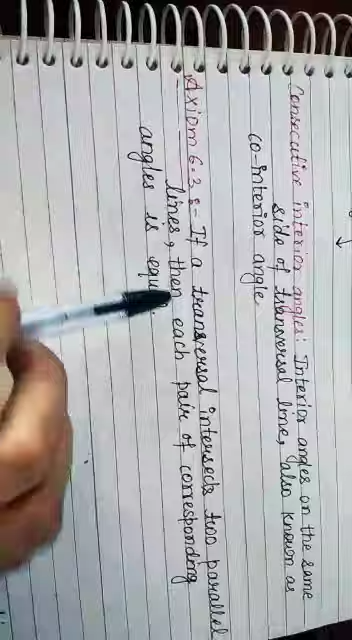 Consecutive interior angles: Interior angles on the same
side of transversal line, also known as
co-interior angle.
Axiom 6.3 :- If a transversal intersects two parallel
lines, then each pair of corresponding
angles is